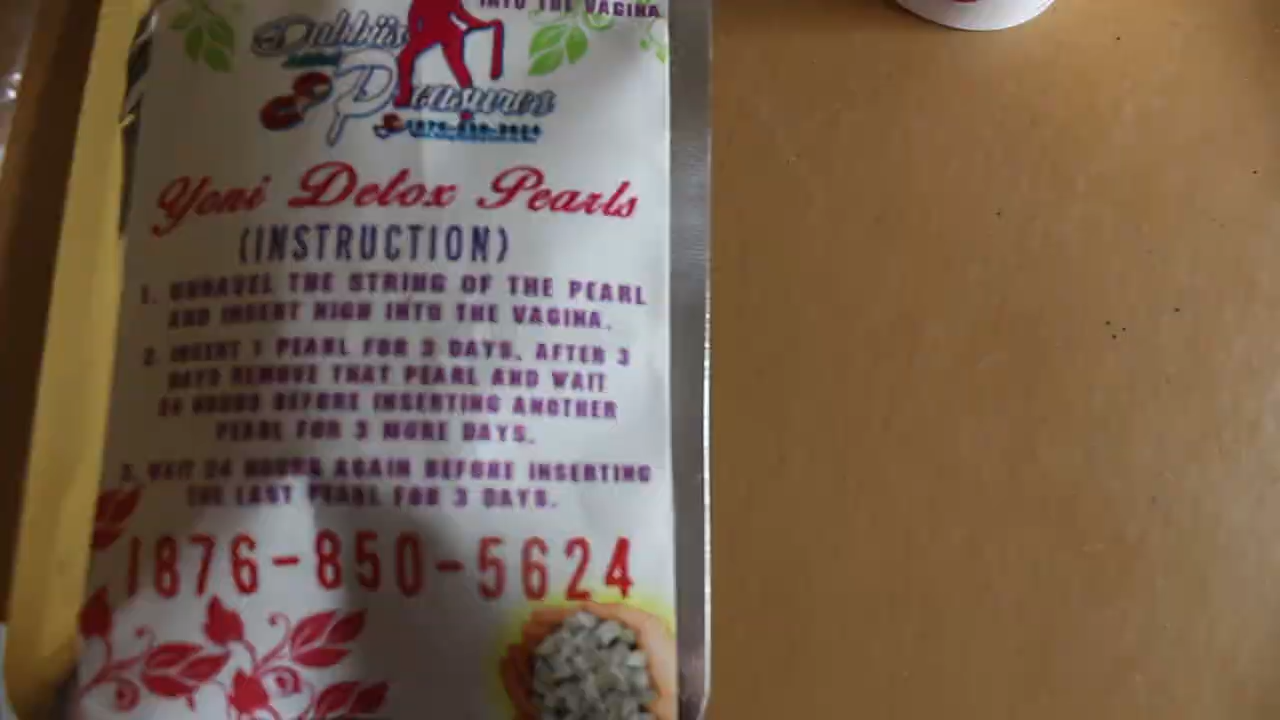 INTO THE VAGINA
Pleasures
Yoni Detox Pearls
(INSTRUCTION)
1. UNRAVEL THE STRING OF THE PEARL
AND INSERT HIGH INTO THE VAGINA.
2. INSERT 1 PEARL FOR 3 DAYS. AFTER 3
DAYS REMOVE THAT PEARL AND WAIT
24 HOURS BEFORE INSERTING ANOTHER
PEARL FOR 3 MORE DAYS.
3. WAIT 24 HOURS AGAIN BEFORE INSERTING
THE LAST PEARL FOR 3 DAYS.
1876-850-5624